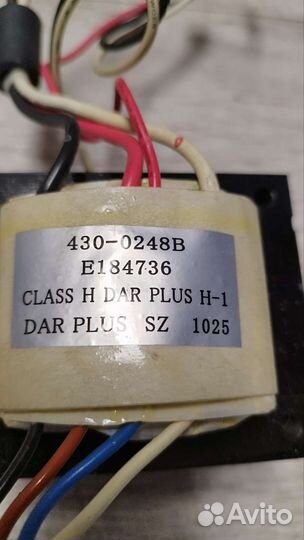 430-0248B
E184736
CLASS H DAR PLUS H-1
DAR PLUS SZ 1025
Avito